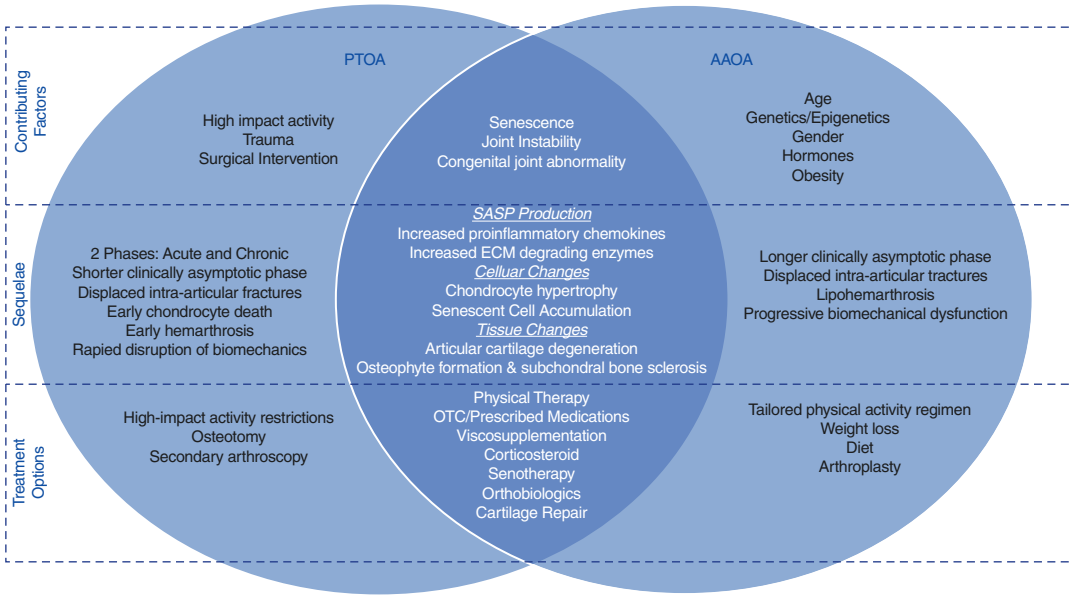 PTOA
AAOA
Contributing
Factors
High impact activity
Trauma
Surgical Intervention
Senescence
Joint Instability
Congenital joint abnormality
Age
Genetics/Epigenetics
Gender
Hormones
Obesity
Sequelae
2 Phases: Acute and Chronic
Shorter clinically asymptotic phase
Displaced intra-articular fractures
Early chondrocyte death
Early hemarthrosis
Rapied disruption of biomechanics
SASP Production
Increased proinflammatory chemokines
Increased ECM degrading enzymes
Celluar Changes
Chondrocyte hypertrophy
Senescent Cell Accumulation
Tissue Changes
Articular cartilage degeneration
Osteophyte formation & subchondral bone sclerosis
Longer clinically asymptotic phase
Displaced intra-articular tractures
Lipohemarthrosis
Progressive biomechanical dysfunction
Treatment
Options
High-impact activity restrictions
Osteotomy
Secondary arthroscopy
Physical Therapy
OTC/Prescribed Medications
Viscosupplementation
Corticosteroid
Senotherapy
Orthobiologics
Cartilage Repair
Tailored physical activity regimen
Weight loss
Diet
Arthroplasty